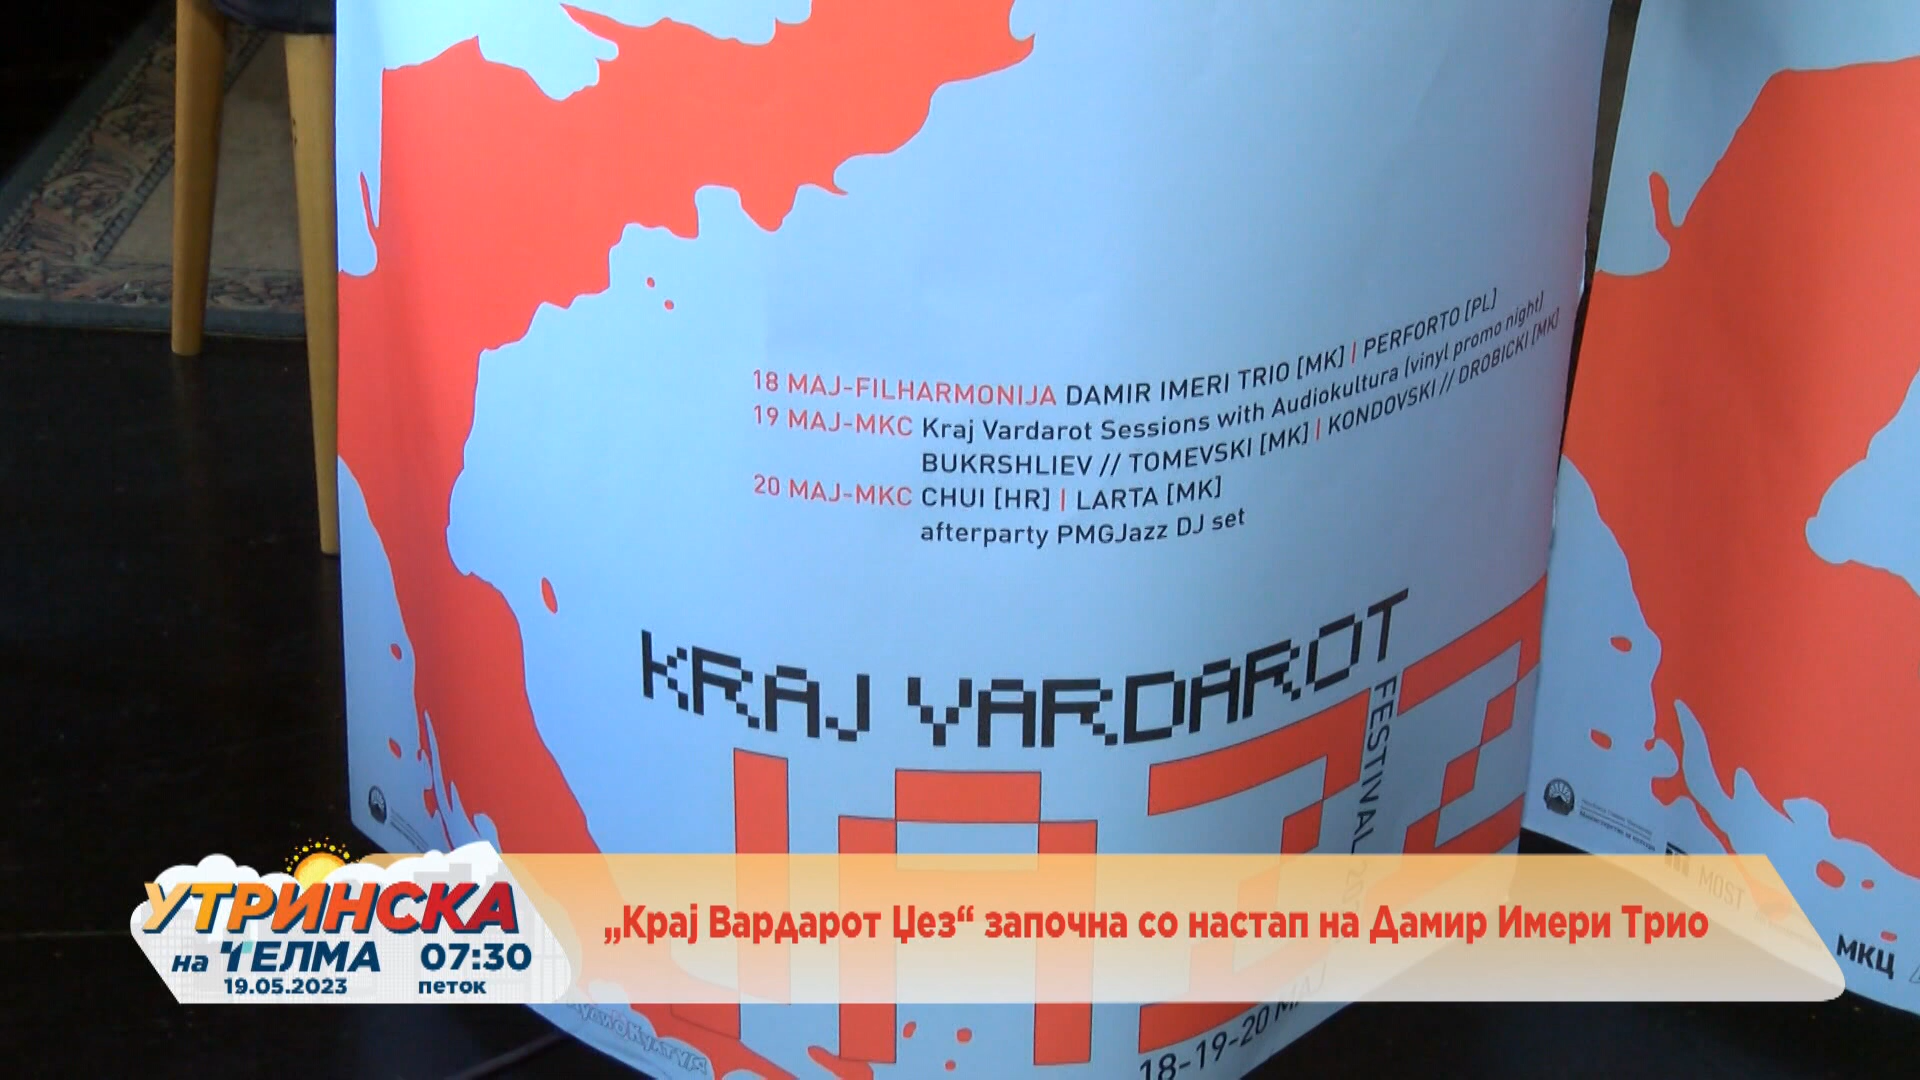 18 MAJ-FILHARMONIJA DAMIR IMERI TRIO [MK] | PERFORTO [PL]
19 MAJ-MKC Kraj Vardarot Sessions with Audiokultura (vinyl promo night)
BUKRSHLIEV // TOMEVSKI [MK] | KONDOVSKI // DROBICKI [MK]
20 MAJ-MKC CHUI [HR] | LARTA [MK]
afterparty PMGJazz DJ set
KRAJ VARDAROT
JAZZ
FESTIVAL
18-19-20 MAJ
MOST
МКЦ
УТРИНСКА
на ТЕЛМА 07:30
19.05.2023 петок
„Крај Вардарот Џез“ започна со настап на Дамир Имери Трио